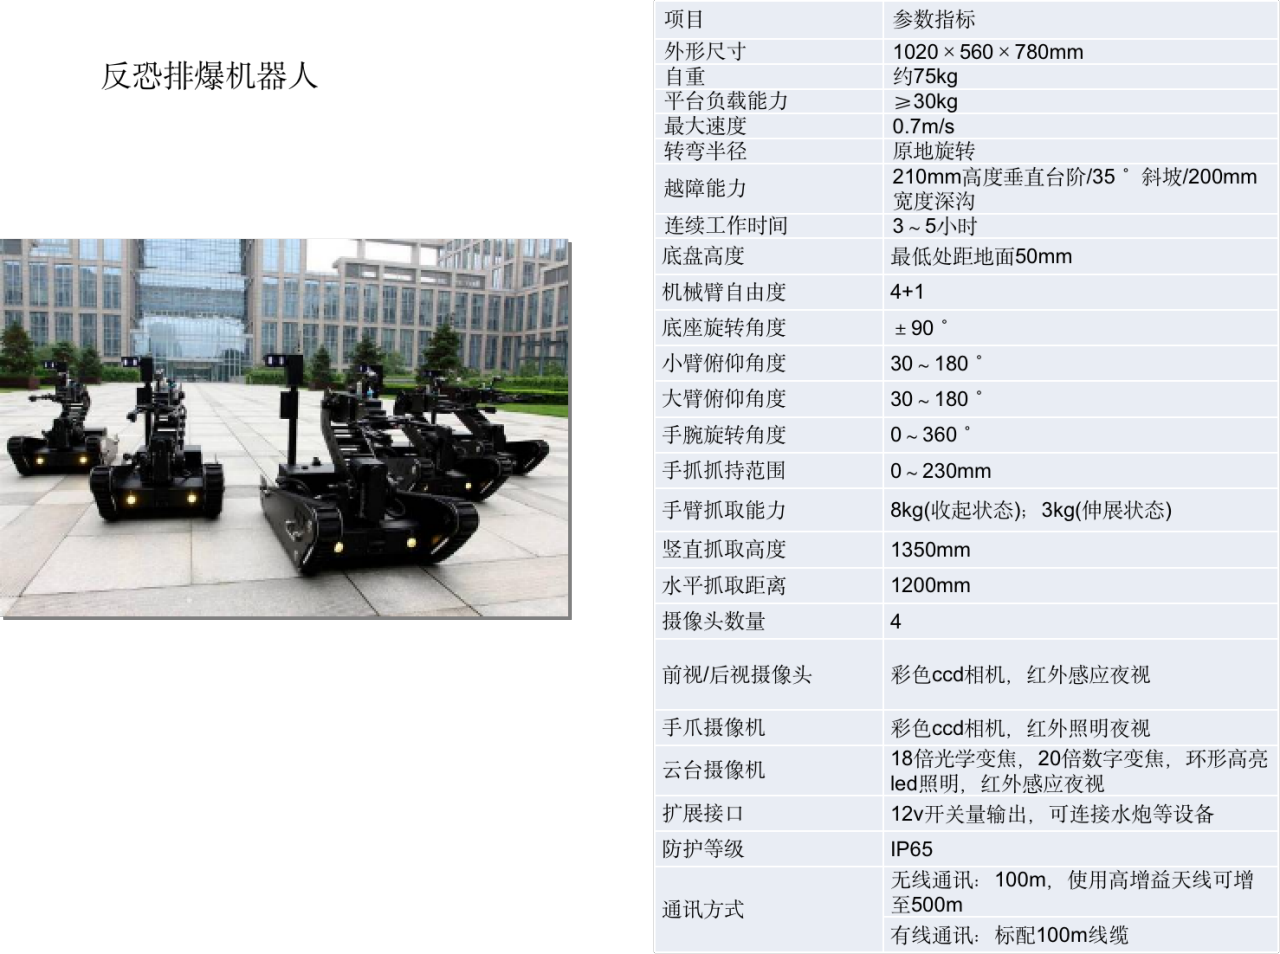 反恐排爆机器人
项目 参数指标
外形尺寸 1020×560×780mm
自重 约75kg
平台负载能力 ≥30kg
最大速度 0.7m/s
转弯半径 原地旋转
越障能力 210mm高度垂直台阶/35°斜坡/200mm
宽度深沟
连续工作时间 3～5小时
底盘高度 最低处距地面50mm
机械臂自由度 4+1
底座旋转角度 ±90°
小臂俯仰角度 30～180°
大臂俯仰角度 30～180°
手腕旋转角度 0～360°
手抓抓持范围 0～230mm
手臂抓取能力 8kg(收起状态)；3kg(伸展状态)
竖直抓取高度 1350mm
水平抓取距离 1200mm
摄像头数量 4
前视/后视摄像头 彩色ccd相机，红外感应夜视
手爪摄像机 彩色ccd相机，红外照明夜视
云台摄像机 18倍光学变焦，20倍数字变焦，环形高亮
led照明，红外感应夜视
扩展接口 12v开关量输出，可连接水炮等设备
防护等级 IP65
通讯方式 无线通讯：100m，使用高增益天线可增
至500m
有线通讯：标配100m线缆